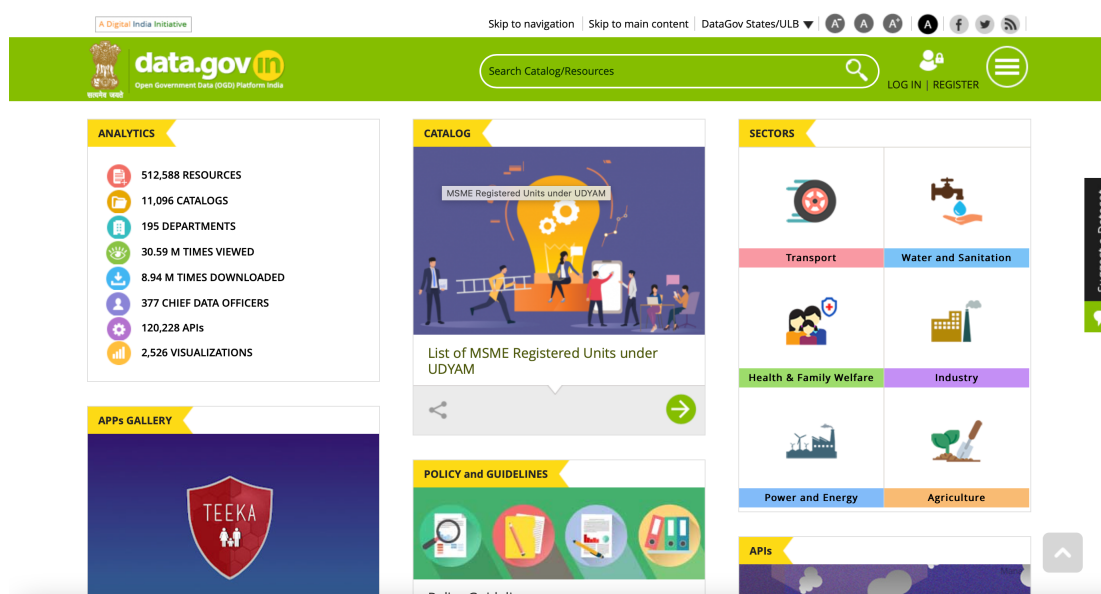 A Digital India Initiative
Skip to navigation
Skip to main content
DataGov States/ULB ▼
A-
A
A+
A
data.gov in
Open Government Data (OGD) Platform India
सत्यमेव जयते
Search Catalog/Resources
LOG IN | REGISTER
ANALYTICS
512,588 RESOURCES
11,096 CATALOGS
195 DEPARTMENTS
30.59 M TIMES VIEWED
8.94 M TIMES DOWNLOADED
377 CHIEF DATA OFFICERS
120,228 APIs
2,526 VISUALIZATIONS
APPs GALLERY
TEEKA
CATALOG
MSME Registered Units under UDYAM
List of MSME Registered Units under
UDYAM
POLICY and GUIDELINES
SECTORS
Transport
Water and Sanitation
Health & Family Welfare
Industry
Power and Energy
Agriculture
APIs